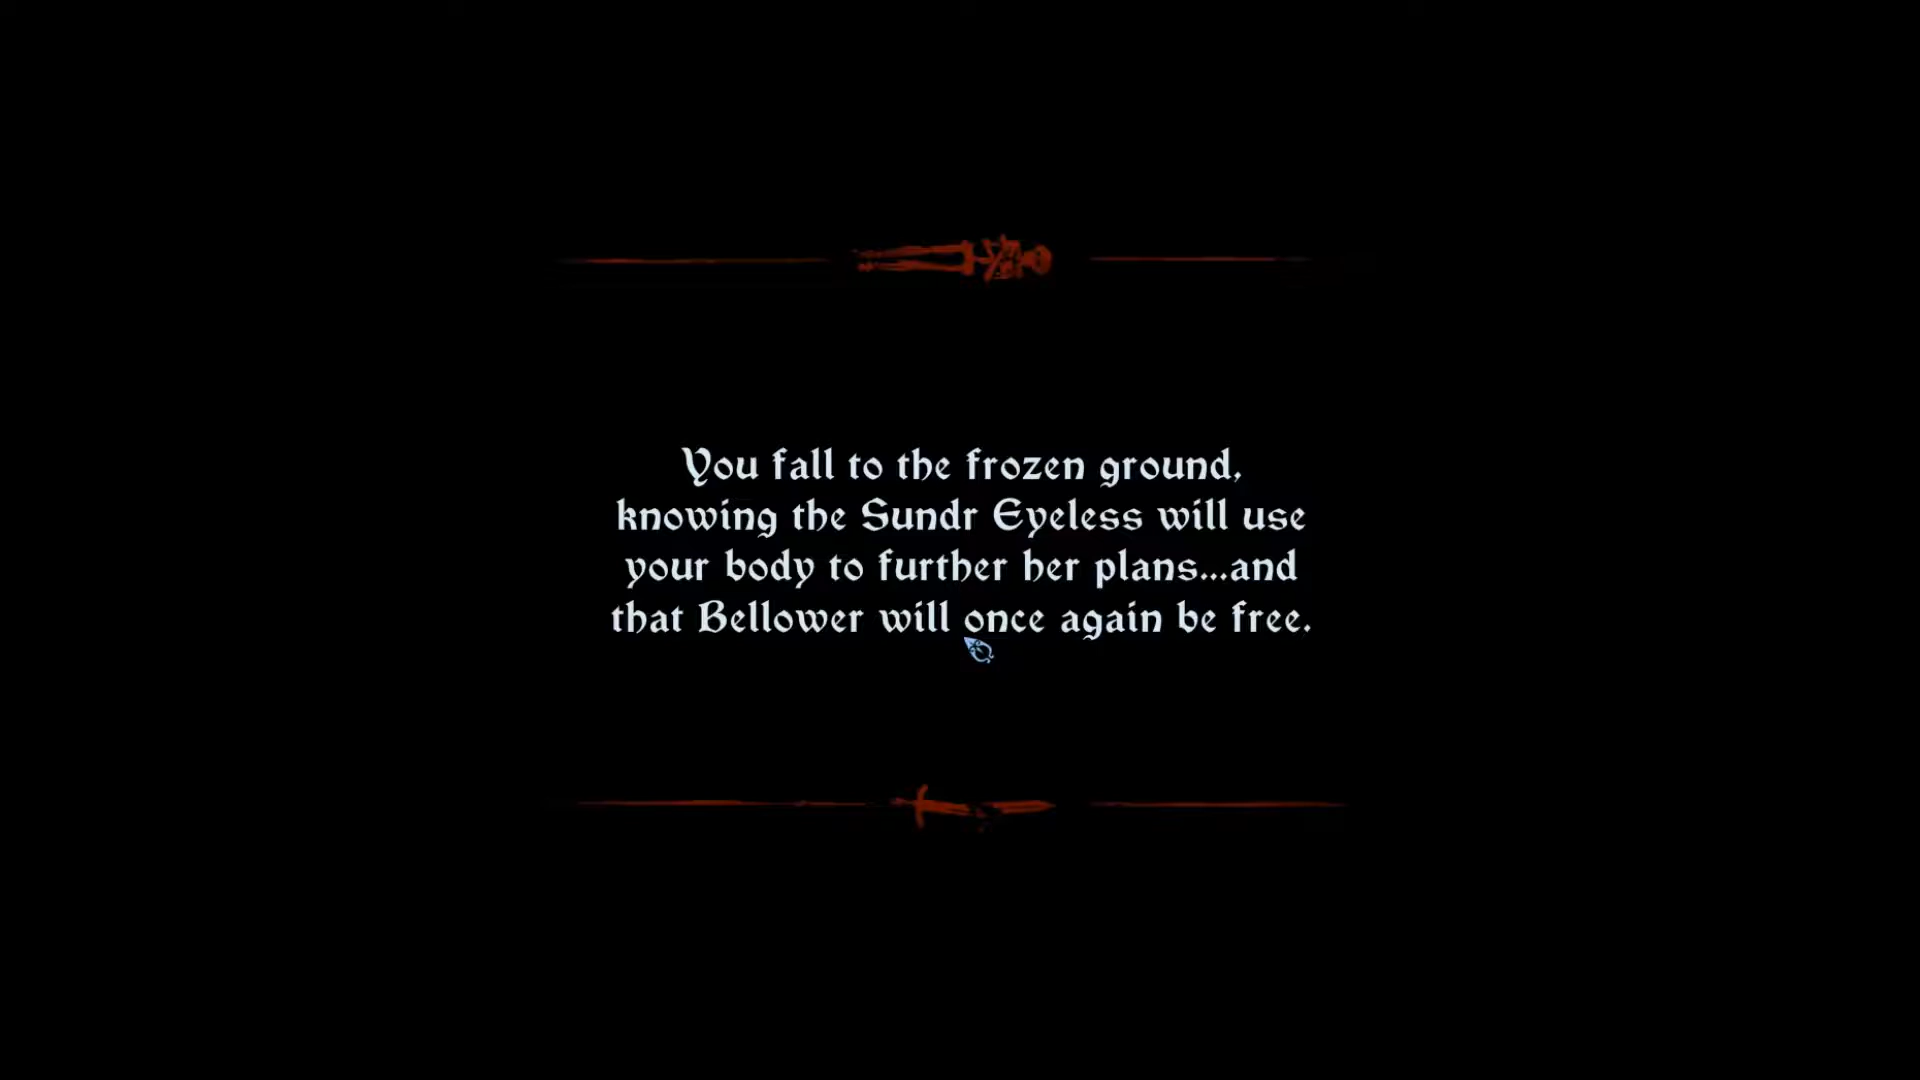 You fall to the frozen ground,
knowing the Sundr Eyeless will use
your body to further her plans...and
that Bellower will once again be free.